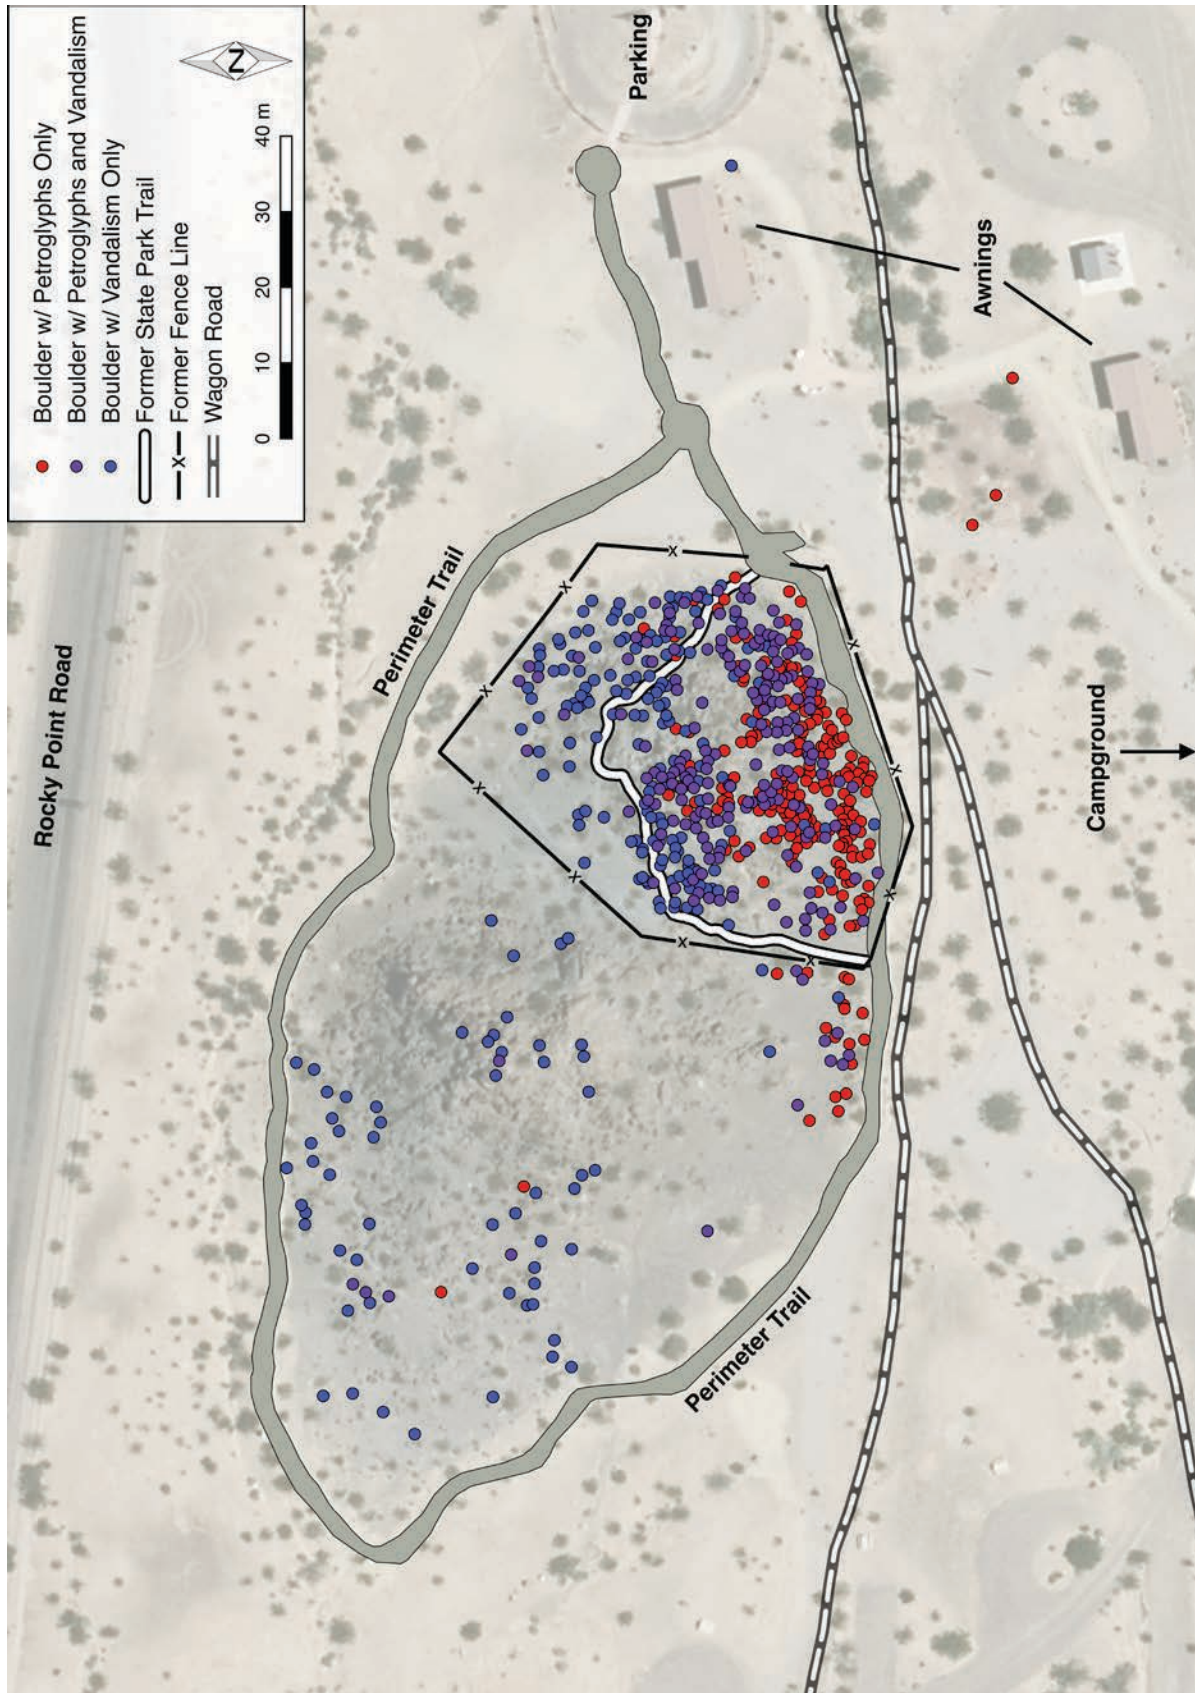 Boulder w/ Petroglyphs Only
Boulder w/ Petroglyphs and Vandalism
Boulder w/ Vandalism Only
Former State Park Trail
x Former Fence Line
Wagon Road
0 10 20 30 40 m
N
Rocky Point Road
Perimeter Trail
Parking
Awnings
Campground
Perimeter Trail
x
x
x
x
x
x
x
x
x
x